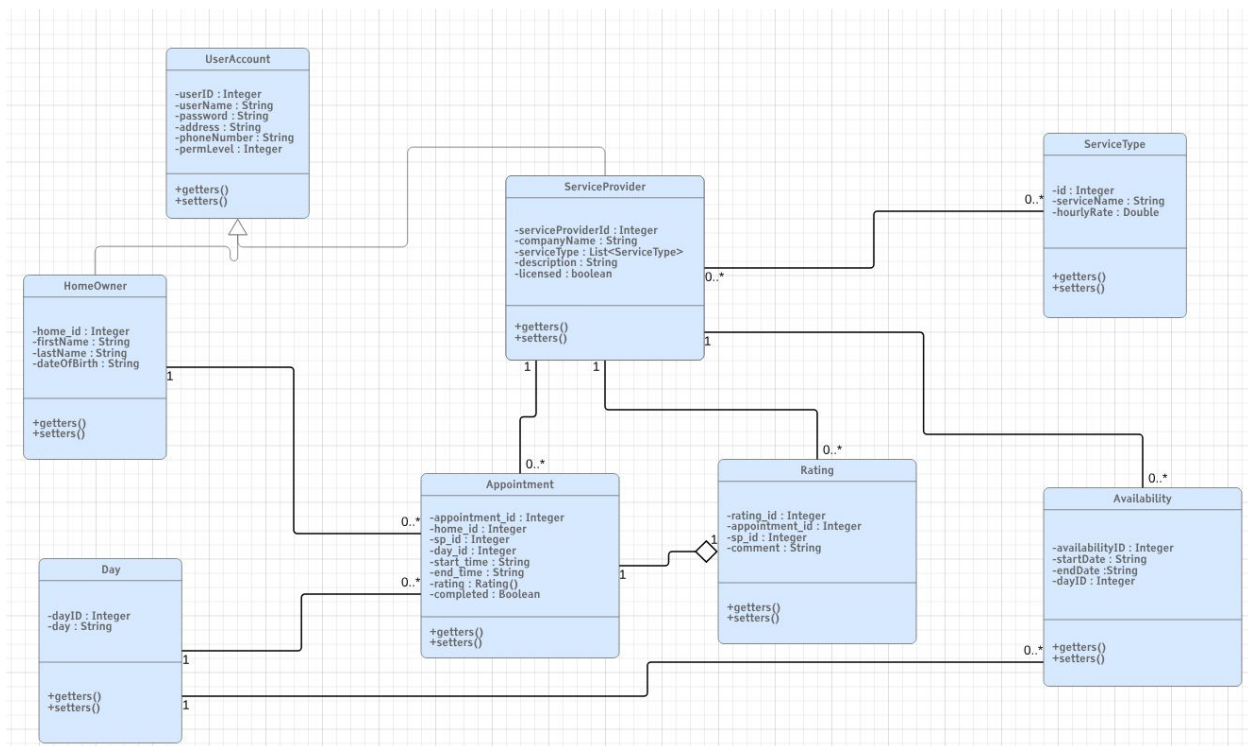 UserAccount
-userID : Integer
-userName : String
-password : String
-address : String
-phoneNumber : String
-permLevel : Integer
+getters()
+setters()
ServiceProvider
-serviceProviderId : Integer
-companyName : String
-serviceType : List<ServiceType>
-description : String
-licensed : boolean
+getters()
+setters()
ServiceType
-id : Integer
-serviceName : String
-hourlyRate : Double
+getters()
+setters()
0..*
0..*
1
1
1
HomeOwner
-home_id : Integer
-firstName : String
-lastName : String
-dateOfBirth : String
+getters()
+setters()
1
0..*
0..*
0..*
0..*
0..*
Appointment
-appointment_id : Integer
-home_id : Integer
-sp_id : Integer
-day_id : Integer
-start_time : String
-end_time : String
-rating : Rating()
-completed : Boolean
+getters()
+setters()
1
1
Rating
-rating_id : Integer
-appointment_id : Integer
-sp_id : Integer
-comment : String
+getters()
+setters()
Availability
-availabilityID : Integer
-startDate : String
-endDate :String
-dayID : Integer
+getters()
+setters()
0..*
Day
-dayID : Integer
-day : String
+getters()
+setters()
1
1